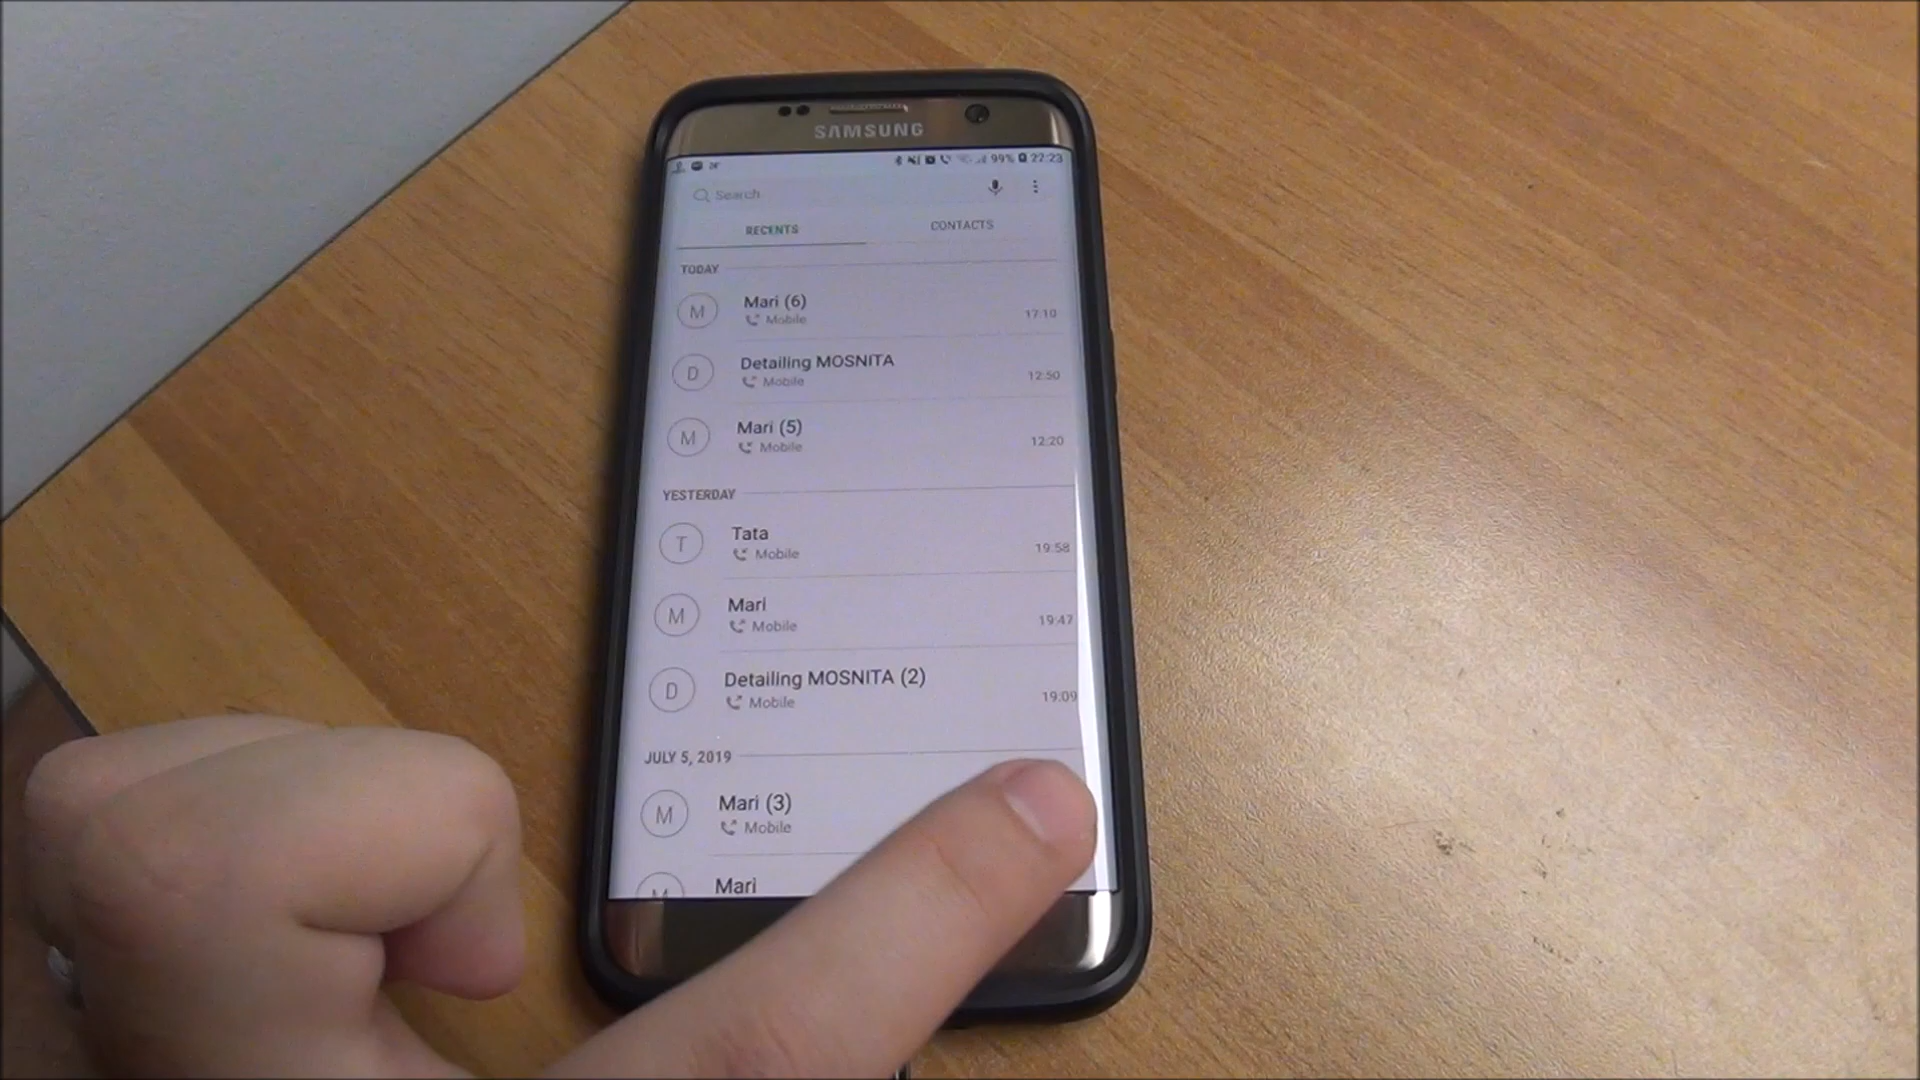 SAMSUNG
99% 22:23
Search
RECENTS CONTACTS
TODAY
M Mari (6)
Mobile 17:10
D Detailing MOSNITA
Mobile 12:50
M Mari (5)
Mobile 12:20
YESTERDAY
T Tata
Mobile 19:58
M Mari
Mobile 19:47
D Detailing MOSNITA (2)
Mobile 19:09
JULY 5, 2019
M Mari (3)
Mobile
M Mari